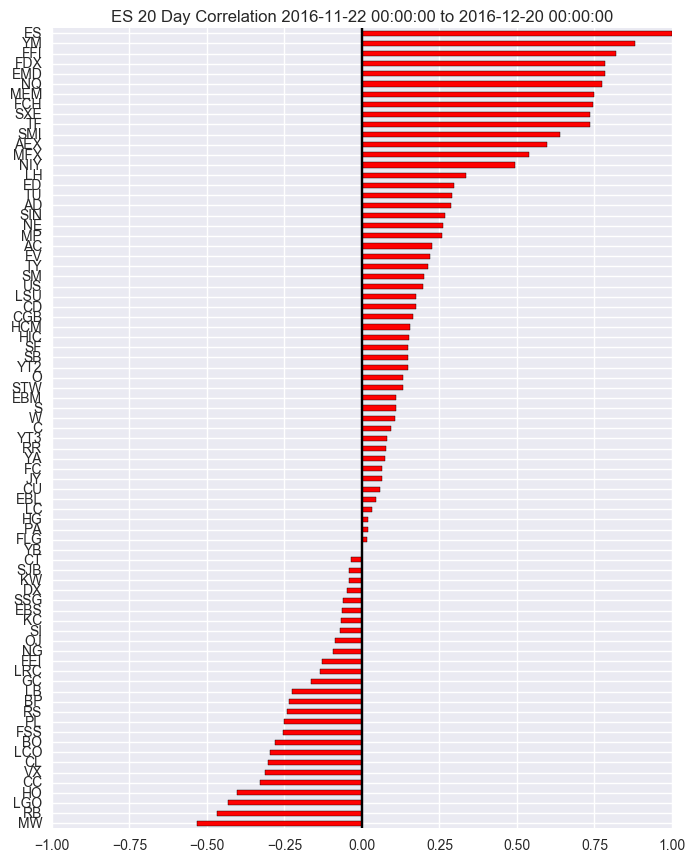 ES 20 Day Correlation 2016-11-22 00:00:00 to 2016-12-20 00:00:00
ES
YM
FFI
FDX
EMD
NQ
MEM
FCH
SXE
TF
SMI
AEX
MFX
NIY
LH
ED
TU
AD
SIN
NE
MP
AC
FV
TY
SM
US
LSU
CD
CGB
HCM
HIC
SF
SB
YT2
O
STW
EBM
S
W
C
YT3
RR
YA
FC
JY
CU
EBL
LC
HG
PA
FLG
YB
CT
SJB
KW
DX
SSG
EBS
KC
SI
OJ
NG
LRC
GC
LB
BP
RS
PL
FSS
BO
LCO
CL
VX
CC
HO
LGO
RB
MW
−1.00 −0.75 −0.50 −0.25 0.00 0.25 0.50 0.75 1.00